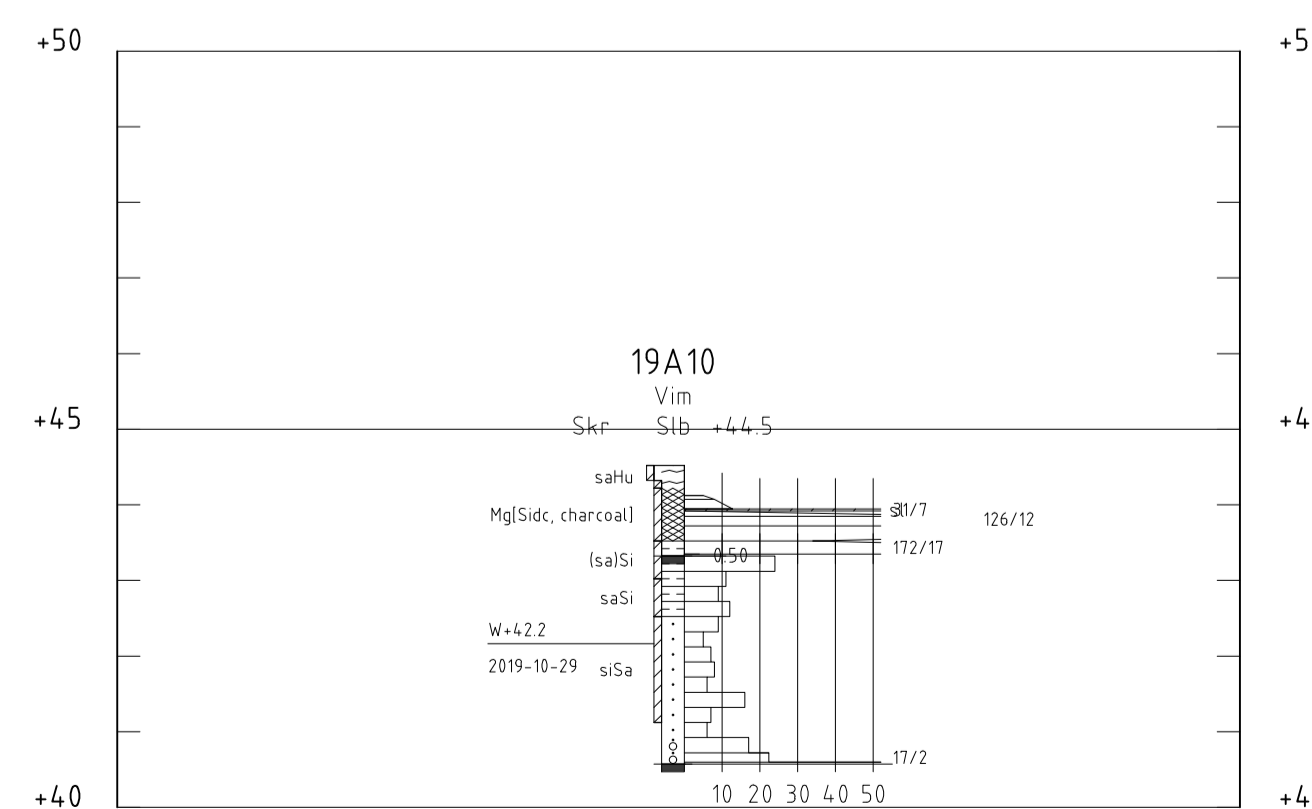 +50
+5
19A10
Vim
+45
Skr Slb +44.5
+4
saHu
Mg[Sidc, charcoal]
31/7
126/12
172/17
(sa)Si
0.50
saSi
W+42.2
2019-10-29 siSa
17/2
10 20 30 40 50
+40
+4